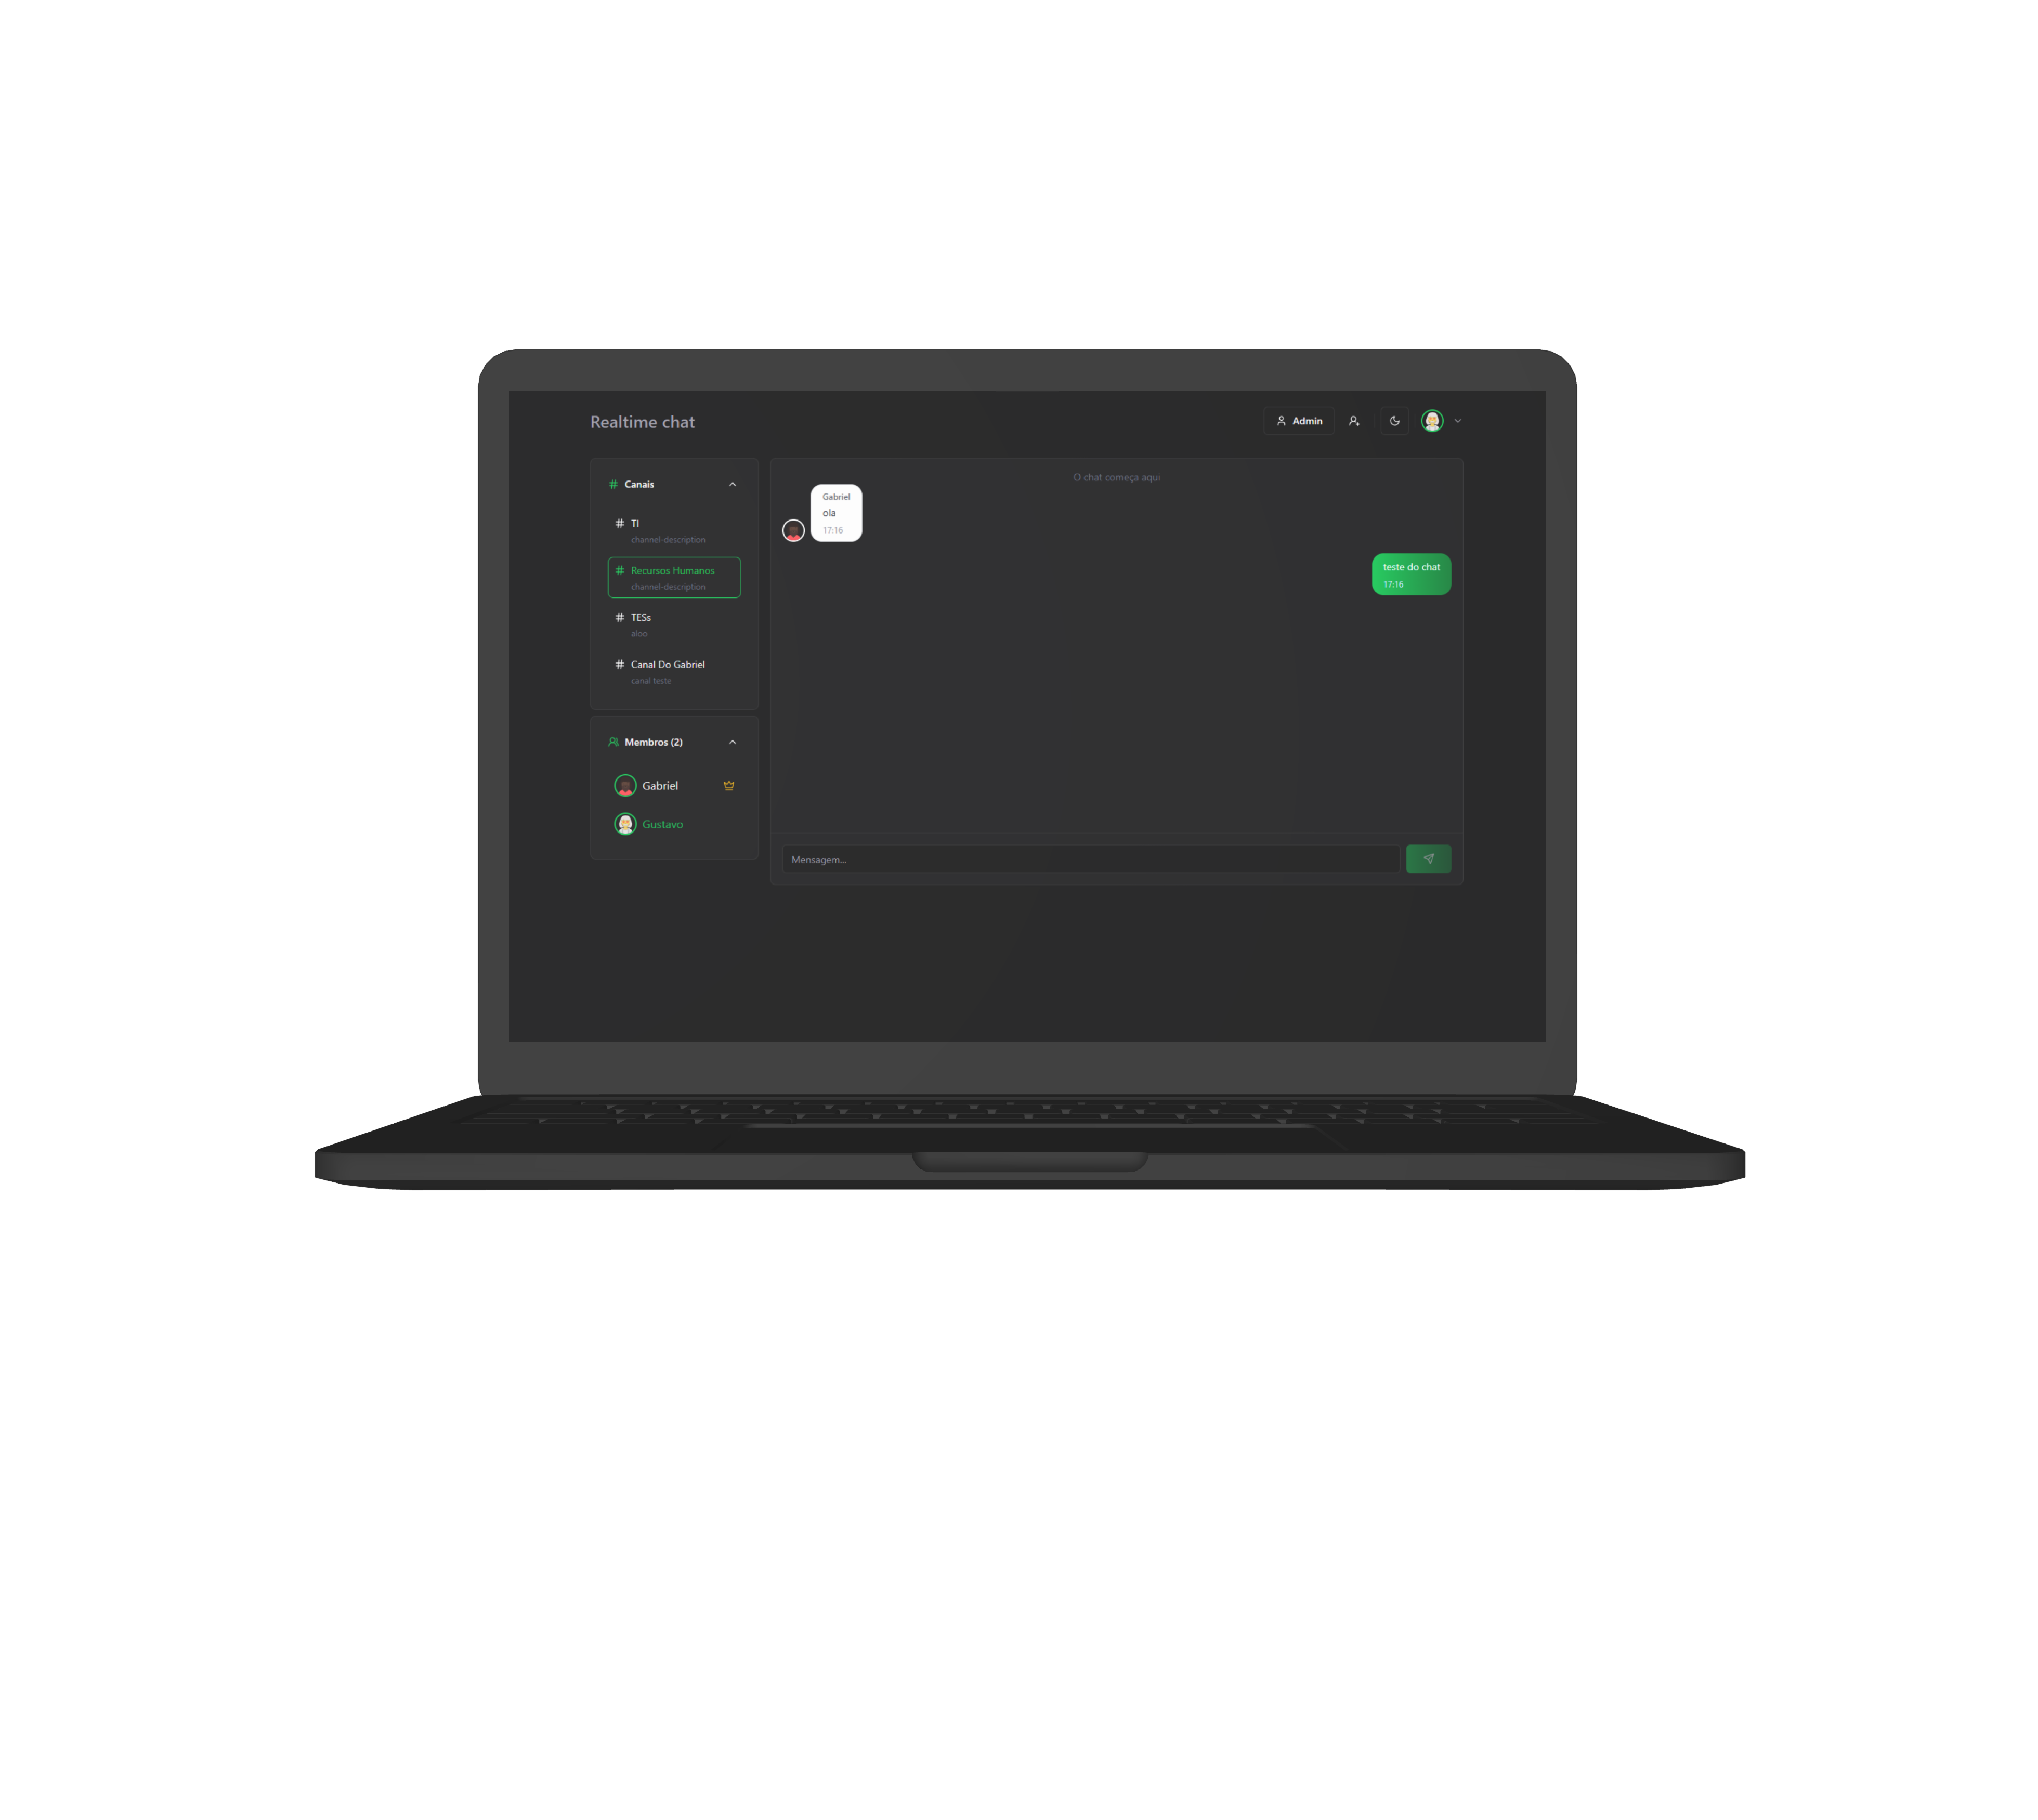 Realtime chat
Admin
Canais
TI
channel-description
Recursos Humanos
channel-description
TESs
aloo
Canal Do Gabriel
canal teste
Membros (2)
Gabriel
Gustavo
O chat começa aqui
Gabriel
ola
17:16
teste do chat
17:16
Mensagem...